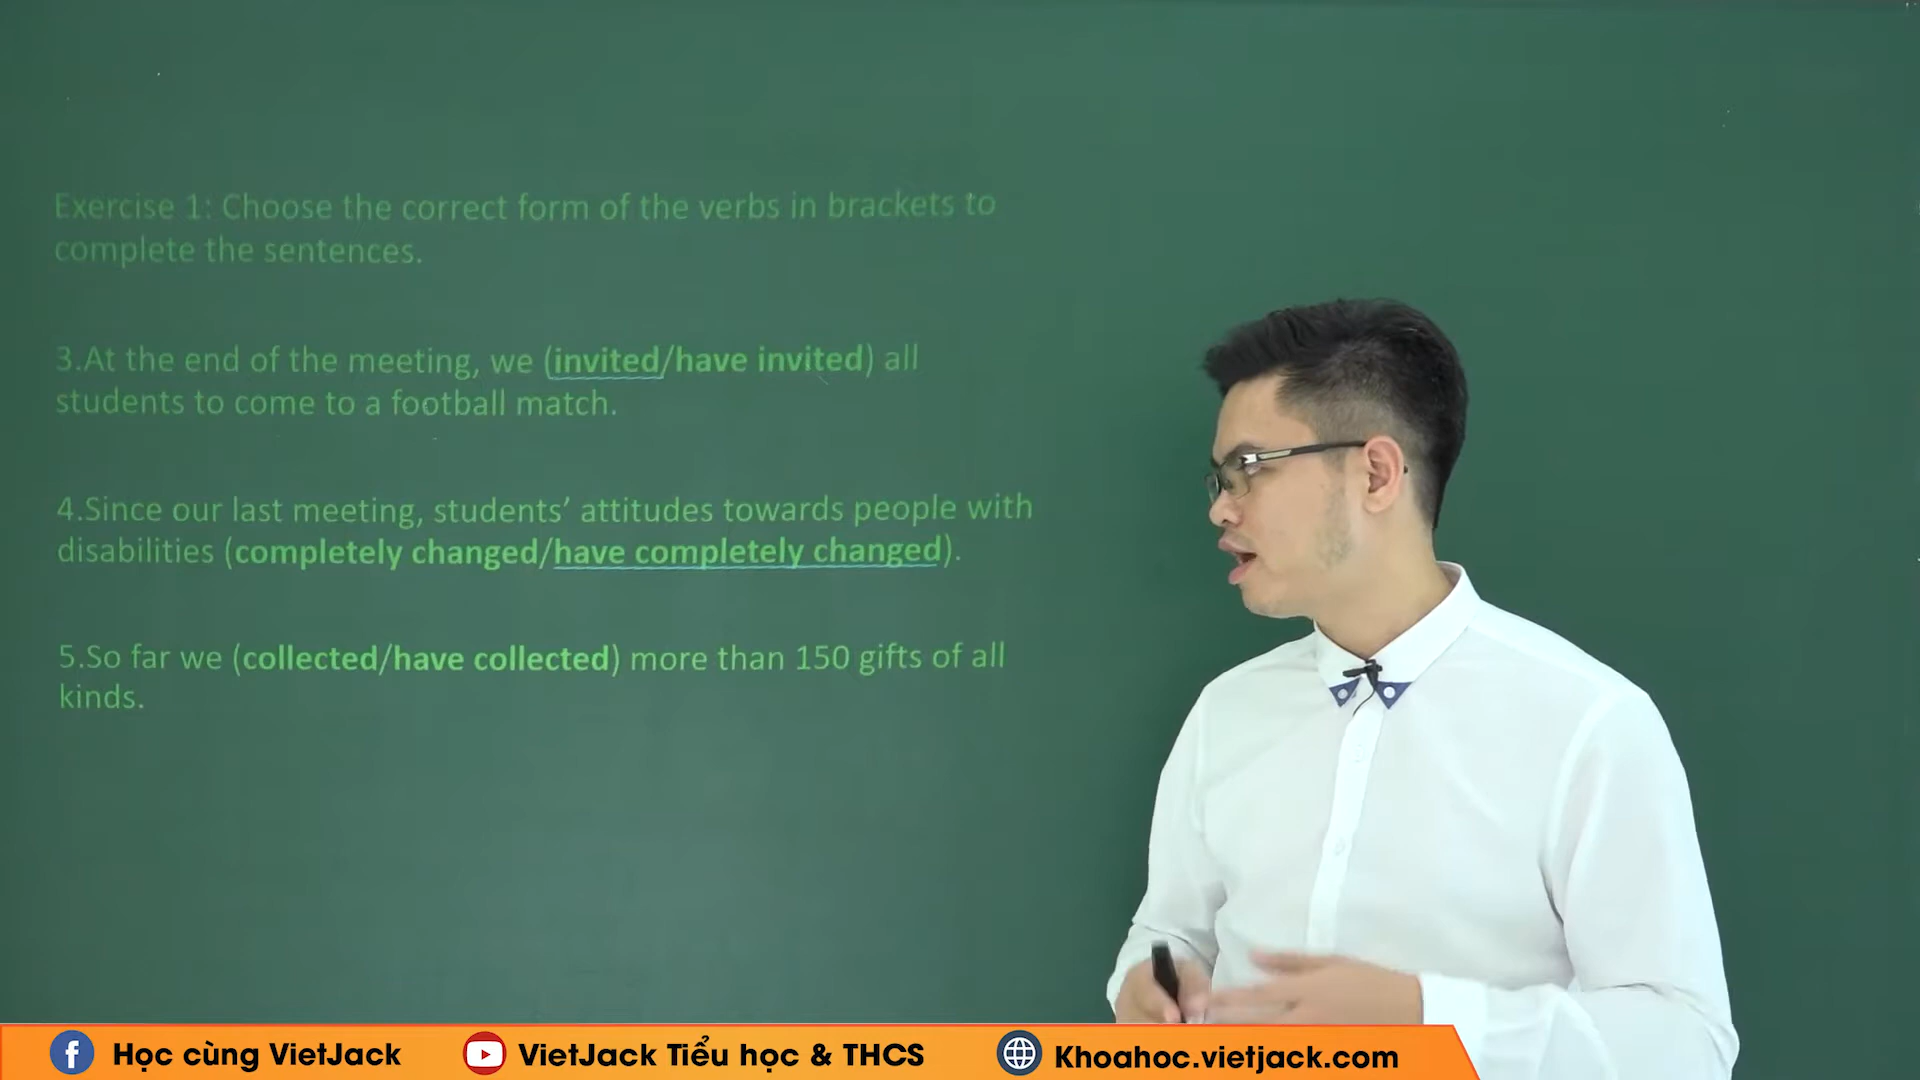 Exercise 1: Choose the correct form of the verbs in brackets to
complete the sentences.
3.At the end of the meeting, we (invited/have invited) all
students to come to a football match.
4.Since our last meeting, students’ attitudes towards people with
disabilities (completely changed/have completely changed).
5.So far we (collected/have collected) more than 150 gifts of all
kinds.
Học cùng VietJack
VietJack Tiểu học & THCS
Khoahoc.vietjack.com